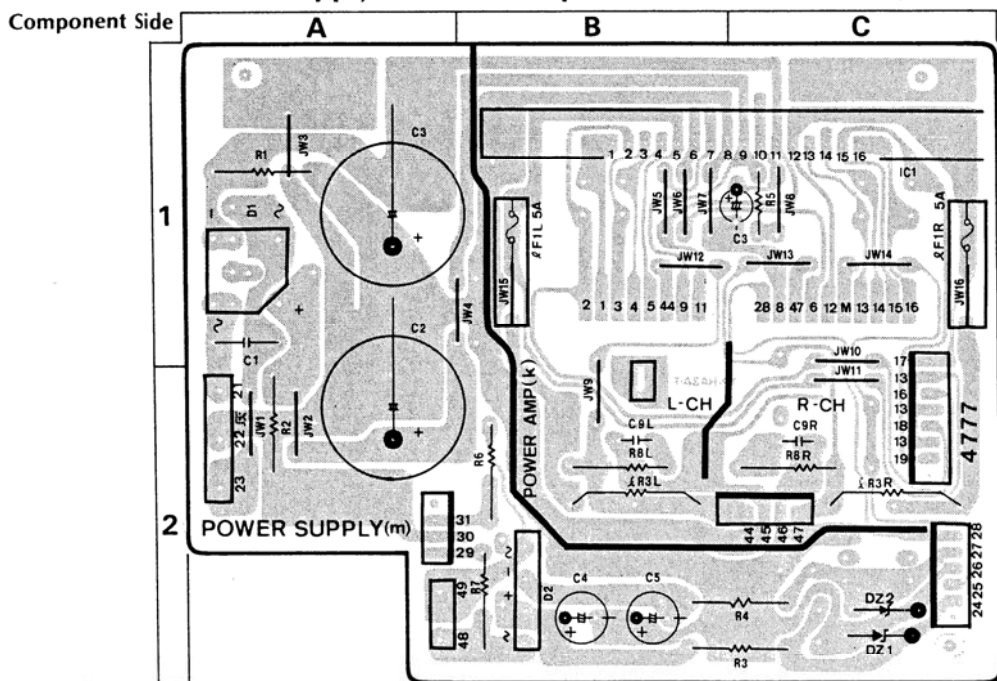 Component Side
A B C
1
2
C3
JW3
R1
D1
~
−
~
+
C1
+
C2
+
JW4
JW15
ℓF1L 5A
1 2 3 4 5 6 7 8 9 10 11 12 13 14 15 16
IC1
JW5
JW6
JW7
+
C3
R5
JW8
ℓF1R 5A
JW16
JW12
JW13
JW14
2 1 3 4 5 44 9 11
28 8 47 6 12 M 13 14 15 16
JW10
JW11
17
13
16
13
18
13
19
4777
JW9
L-CH
R-CH
C9L
R8L
ℓR3L
C9R
R8R
ℓR3R
POWER AMP(k)
R6
21
22灰
23
JW1
R2
JW2
POWER SUPPLY(m)
31
30
29
49
48
R7
~ − + ~
D2
C4
+
C5
+
44
45
46
47
R4
R3
DZ2
DZ1
28
27
26
25
24